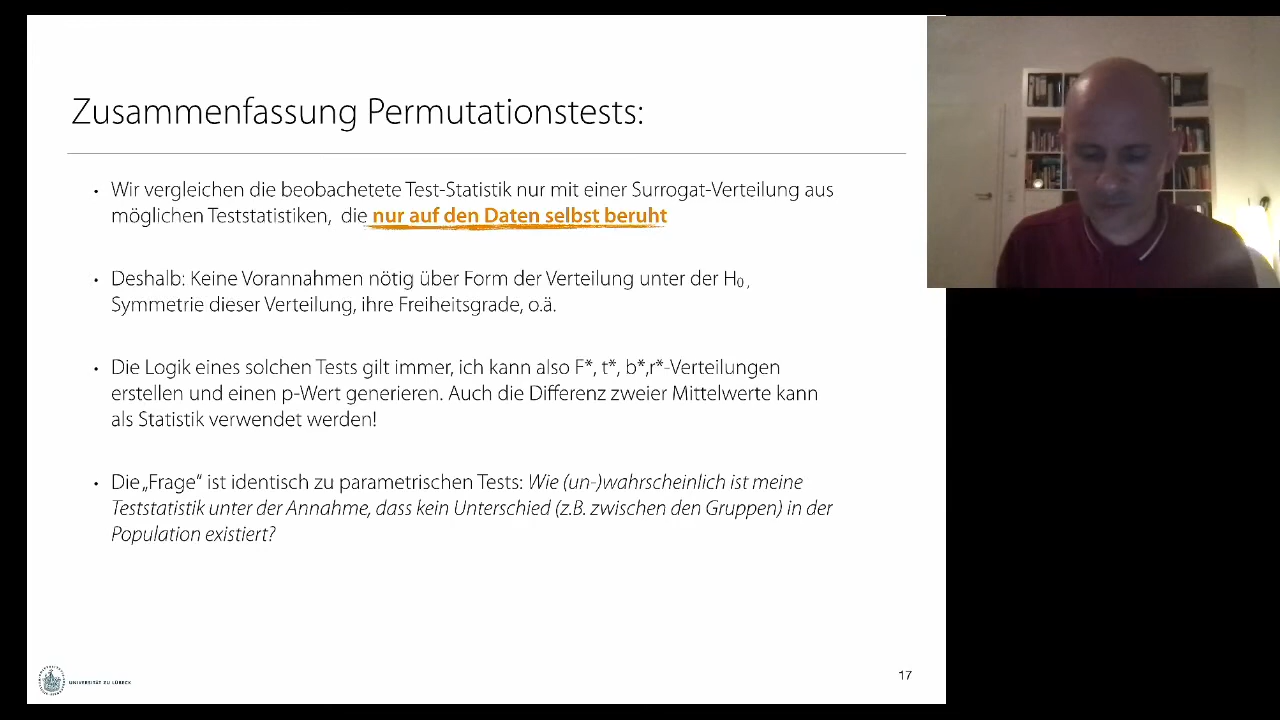 Zusammenfassung Permutationstests:
• Wir vergleichen die beobachetete Test-Statistik nur mit einer Surrogat-Verteilung aus
möglichen Teststatistiken, die nur auf den Daten selbst beruht
• Deshalb: Keine Vorannahmen nötig über Form der Verteilung unter der H₀ ,
Symmetrie dieser Verteilung, ihre Freiheitsgrade, o.ä.
• Die Logik eines solchen Tests gilt immer, ich kann also F*, t*, b*,r*-Verteilungen
erstellen und einen p-Wert generieren. Auch die Differenz zweier Mittelwerte kann
als Statistik verwendet werden!
• Die „Frage“ ist identisch zu parametrischen Tests: Wie (un-)wahrscheinlich ist meine
Teststatistik unter der Annahme, dass kein Unterschied (z.B. zwischen den Gruppen) in der
Population existiert?
UNIVERSITÄT ZU LÜBECK
17